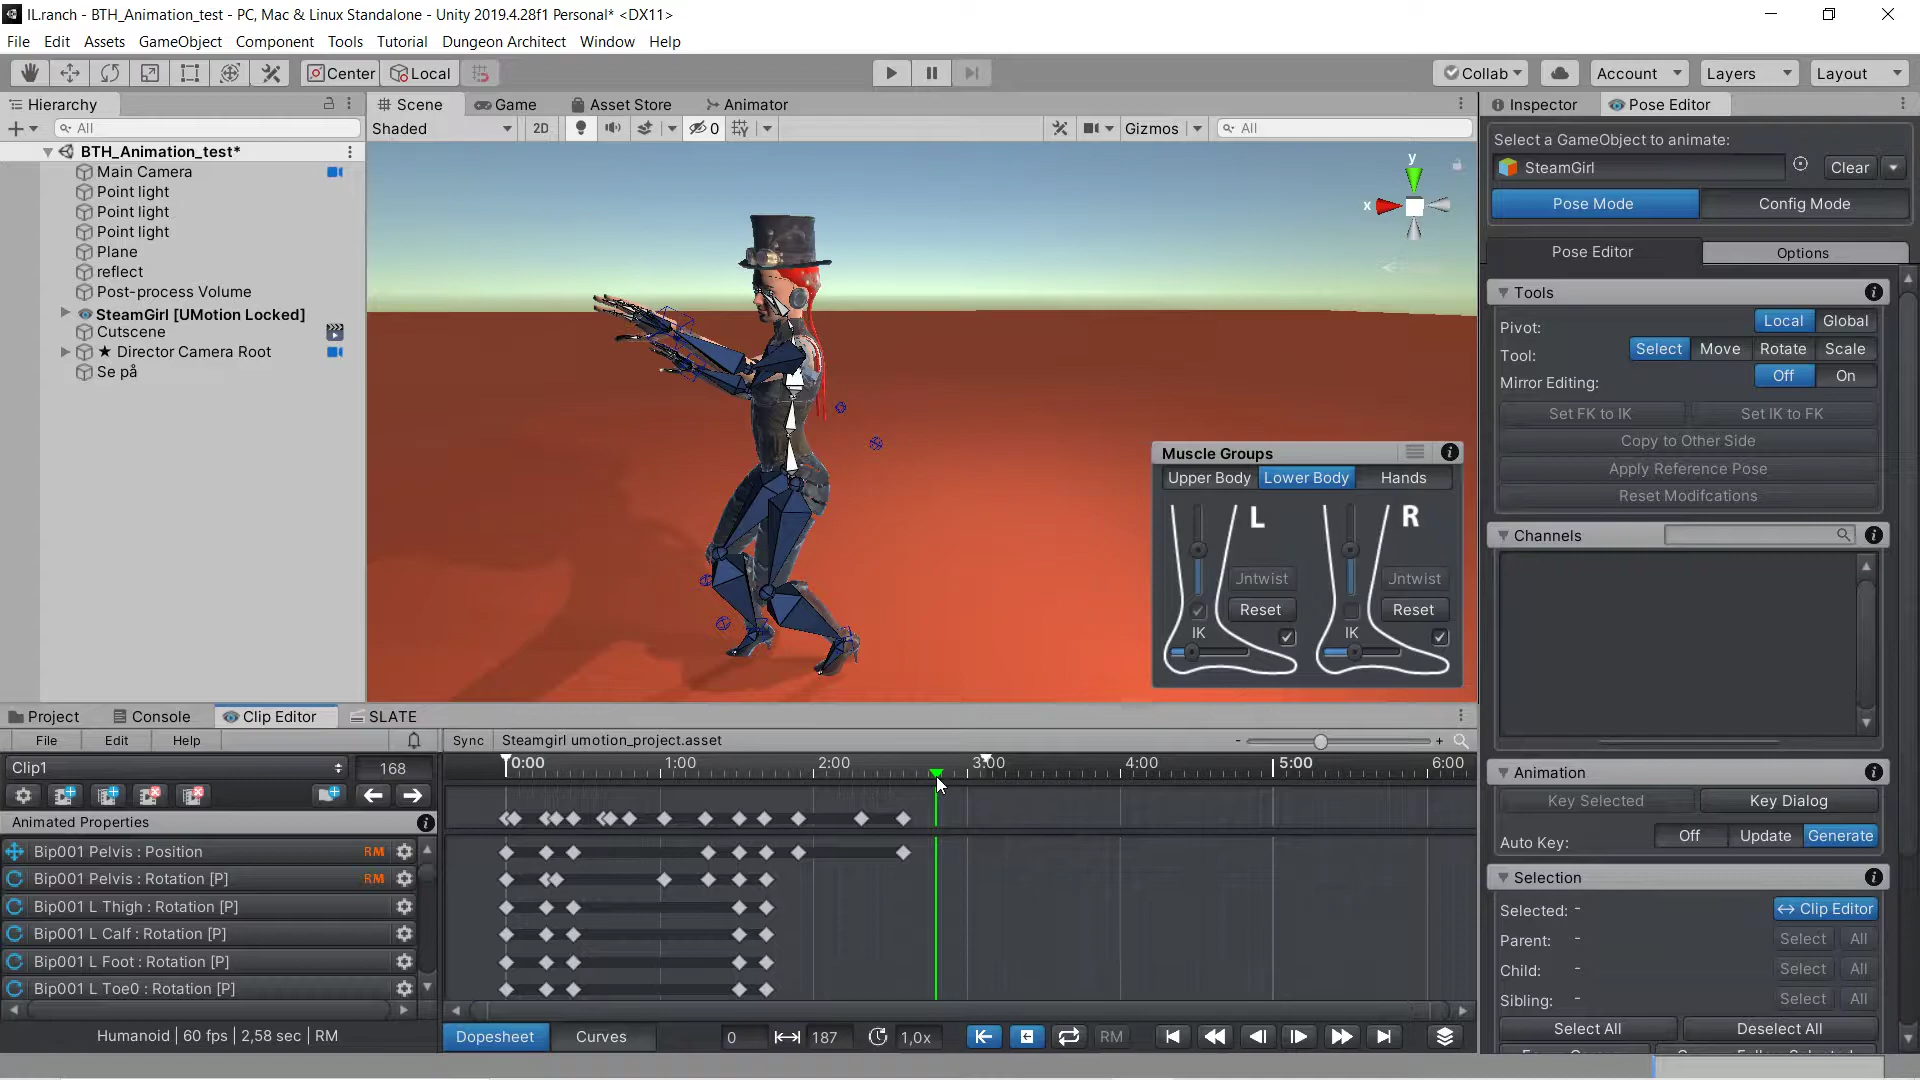 IL.ranch - BTH_Animation_test - PC, Mac & Linux Standalone - Unity 2019.4.28f1 Personal* <DX11>
File Edit Assets GameObject Component Tools Tutorial Dungeon Architect Window Help
Center Local Collab Account Layers Layout
Hierarchy
All
BTH_Animation_test*
Main Camera
Point light
Point light
Point light
Plane
reflect
Post-process Volume
SteamGirl [UMotion Locked]
Cutscene
★ Director Camera Root
Se på
Scene Game Asset Store Animator
Shaded 2D 0 Gizmos All
y
x
Muscle Groups
Upper Body Lower Body Hands
L R
Jntwist Jntwist
Reset Reset
IK IK
Inspector Pose Editor
Select a GameObject to animate:
SteamGirl Clear
Pose Mode Config Mode
Pose Editor Options
Tools
Pivot: Local Global
Tool: Select Move Rotate Scale
Mirror Editing: Off On
Set FK to IK Set IK to FK
Copy to Other Side
Apply Reference Pose
Reset Modifcations
Channels
Animation
Key Selected Key Dialog
Auto Key: Off Update Generate
Selection
Selected: - Clip Editor
Parent: - Select All
Child: - Select All
Sibling: - Select All
Select All Deselect All
Project Console Clip Editor SLATE
File Edit Help Sync Steamgirl umotion_project.asset - +
Clip1 168
0:00 1:00 2:00 3:00 4:00 5:00 6:00
Animated Properties
Bip001 Pelvis : Position RM
Bip001 Pelvis : Rotation [P] RM
Bip001 L Thigh : Rotation [P]
Bip001 L Calf : Rotation [P]
Bip001 L Foot : Rotation [P]
Bip001 L Toe0 : Rotation [P]
Humanoid | 60 fps | 2,58 sec | RM
Dopesheet Curves 0 187 1,0x RM